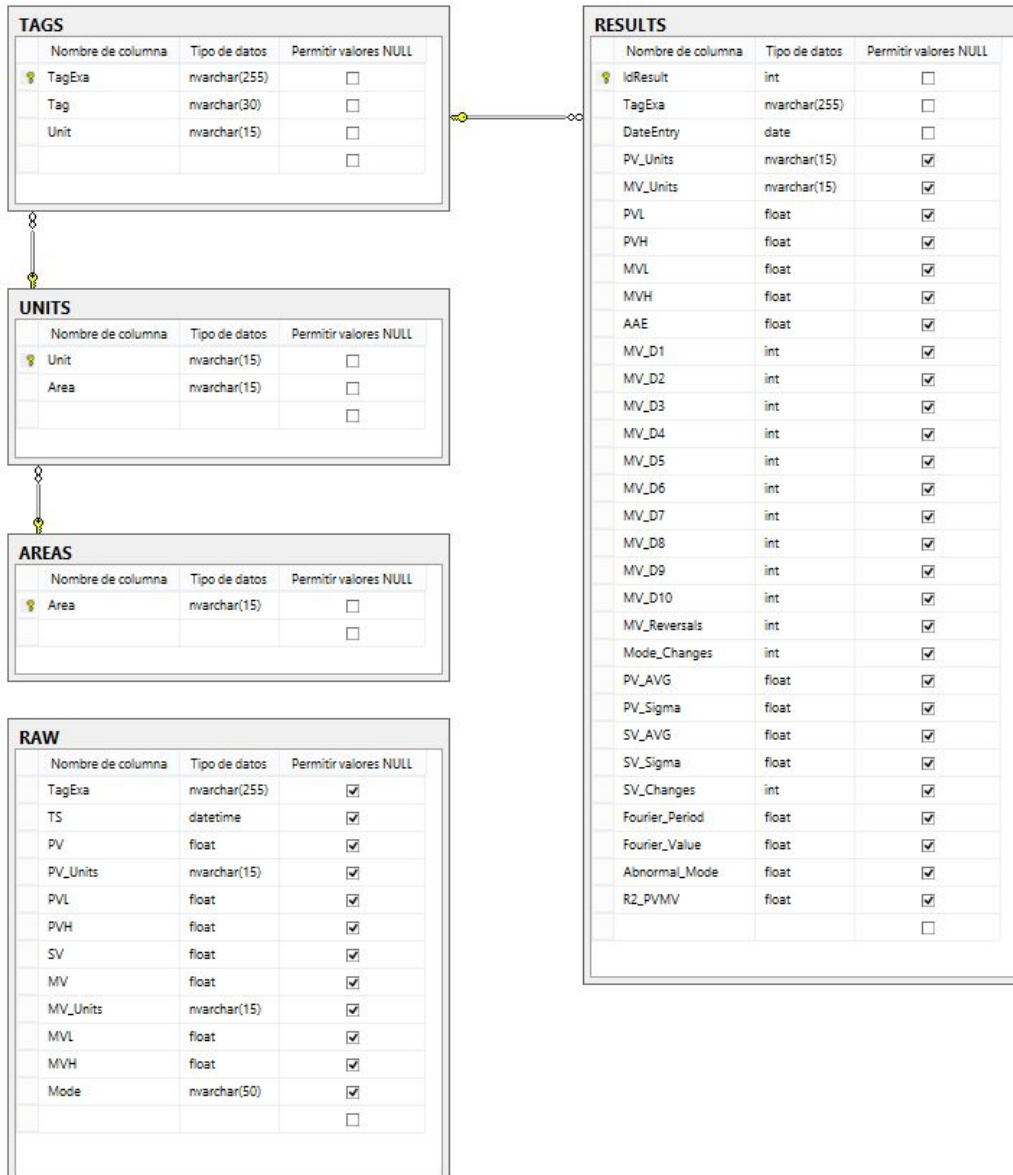 TAGS
Nombre de columna Tipo de datos Permitir valores NULL
TagExa nvarchar(255)
Tag nvarchar(30)
Unit nvarchar(15)
UNITS
Nombre de columna Tipo de datos Permitir valores NULL
Unit nvarchar(15)
Area nvarchar(15)
AREAS
Nombre de columna Tipo de datos Permitir valores NULL
Area nvarchar(15)
RAW
Nombre de columna Tipo de datos Permitir valores NULL
TagExa nvarchar(255)
TS datetime
PV float
PV_Units nvarchar(15)
PVL float
PVH float
SV float
MV float
MV_Units nvarchar(15)
MVL float
MVH float
Mode nvarchar(50)
RESULTS
Nombre de columna Tipo de datos Permitir valores NULL
IdResult int
TagExa nvarchar(255)
DateEntry date
PV_Units nvarchar(15)
MV_Units nvarchar(15)
PVL float
PVH float
MVL float
MVH float
AAE float
MV_D1 int
MV_D2 int
MV_D3 int
MV_D4 int
MV_D5 int
MV_D6 int
MV_D7 int
MV_D8 int
MV_D9 int
MV_D10 int
MV_Reversals int
Mode_Changes int
PV_AVG float
PV_Sigma float
SV_AVG float
SV_Sigma float
SV_Changes int
Fourier_Period float
Fourier_Value float
Abnormal_Mode float
R2_PVMV float